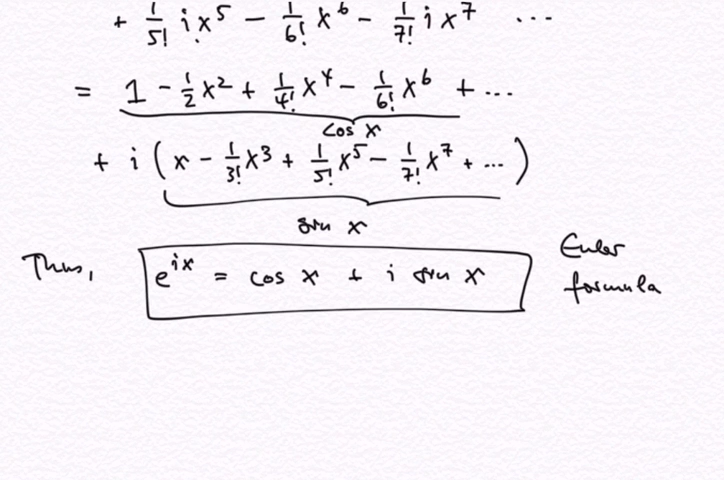 + 1/5! i x⁵ − 1/6! x⁶ − 1/7! i x⁷ ...
= 1 − 1/2 x² + 1/4! x⁴ − 1/6! x⁶ + ...
cos x
+ i ( x − 1/3! x³ + 1/5! x⁵ − 1/7! x⁷ + ... )
sin x
Thus, e^{ix} = cos x + i sin x Euler
formula